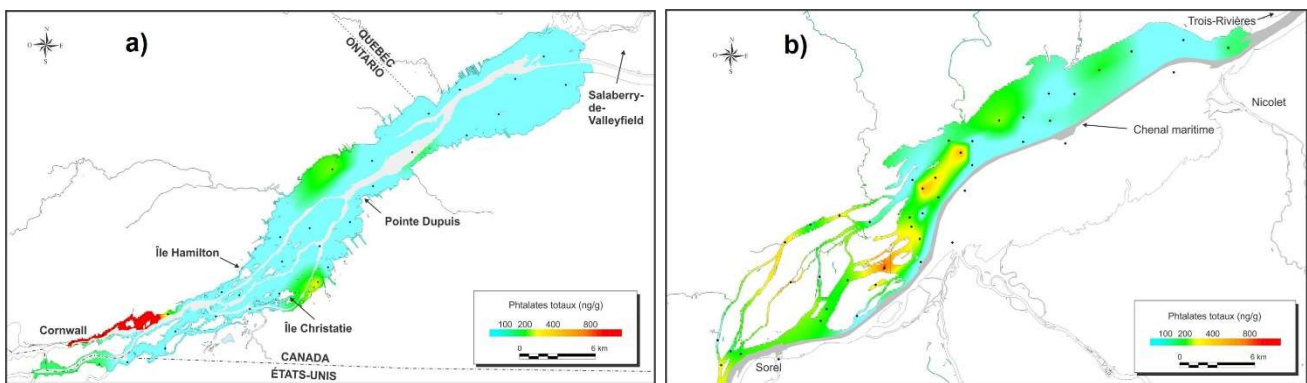 a)
N
O
E
S
QUÉBEC
ONTARIO
Salaberry-
de-
Valleyfield
Pointe Dupuis
Île Hamilton
Cornwall
Île Christatie
CANADA
ÉTATS-UNIS
Phtalates totaux (ng/g)
100 200 400 800
0 6 km
b)
N
O
E
S
Trois-Rivières
Nicolet
Chenal maritime
Sorel
Phtalates totaux (ng/g)
100 200 400 800
0 6 km